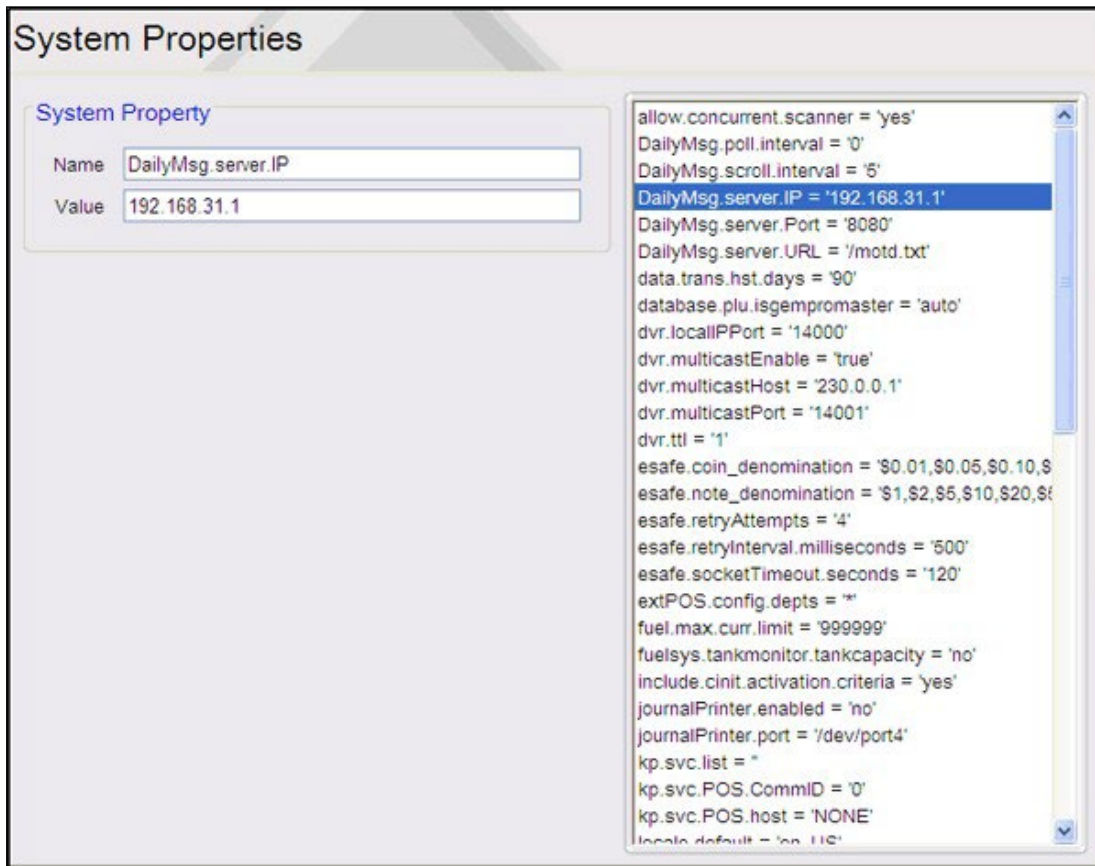 System Properties
System Property
Name DailyMsg.server.IP
Value 192.168.31.1
allow.concurrent.scanner = 'yes'
DailyMsg.poll.interval = '0'
DailyMsg.scroll.interval = '5'
DailyMsg.server.IP = '192.168.31.1'
DailyMsg.server.Port = '8080'
DailyMsg.server.URL = '/motd.txt'
data.trans.hst.days = '90'
database.plu.isgempromaster = 'auto'
dvr.localIPPort = '14000'
dvr.multicastEnable = 'true'
dvr.multicastHost = '230.0.0.1'
dvr.multicastPort = '14001'
dvr.ttl = '1'
esafe.coin_denomination = '$0.01,$0.05,$0.10,$
esafe.note_denomination = '$1,$2,$5,$10,$20,$
esafe.retryAttempts = '4'
esafe.retryInterval.milliseconds = '500'
esafe.socketTimeout.seconds = '120'
extPOS.config.depts = '*'
fuel.max.curr.limit = '999999'
fuelsys.tankmonitor.tankcapacity = 'no'
include.cinit.activation.criteria = 'yes'
journalPrinter.enabled = 'no'
journalPrinter.port = '/dev/port4'
kp.svc.list = ''
kp.svc.POS.CommID = '0'
kp.svc.POS.host = 'NONE'
locale.default = 'en_US'